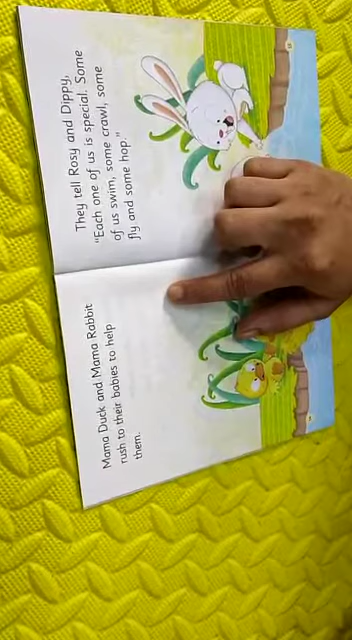 Mama Duck and Mama Rabbit
rush to their babies to help
them.
They tell Rosy and Dippy,
"Each one of us is special. Some
of us swim, some crawl, some
fly and some hop."